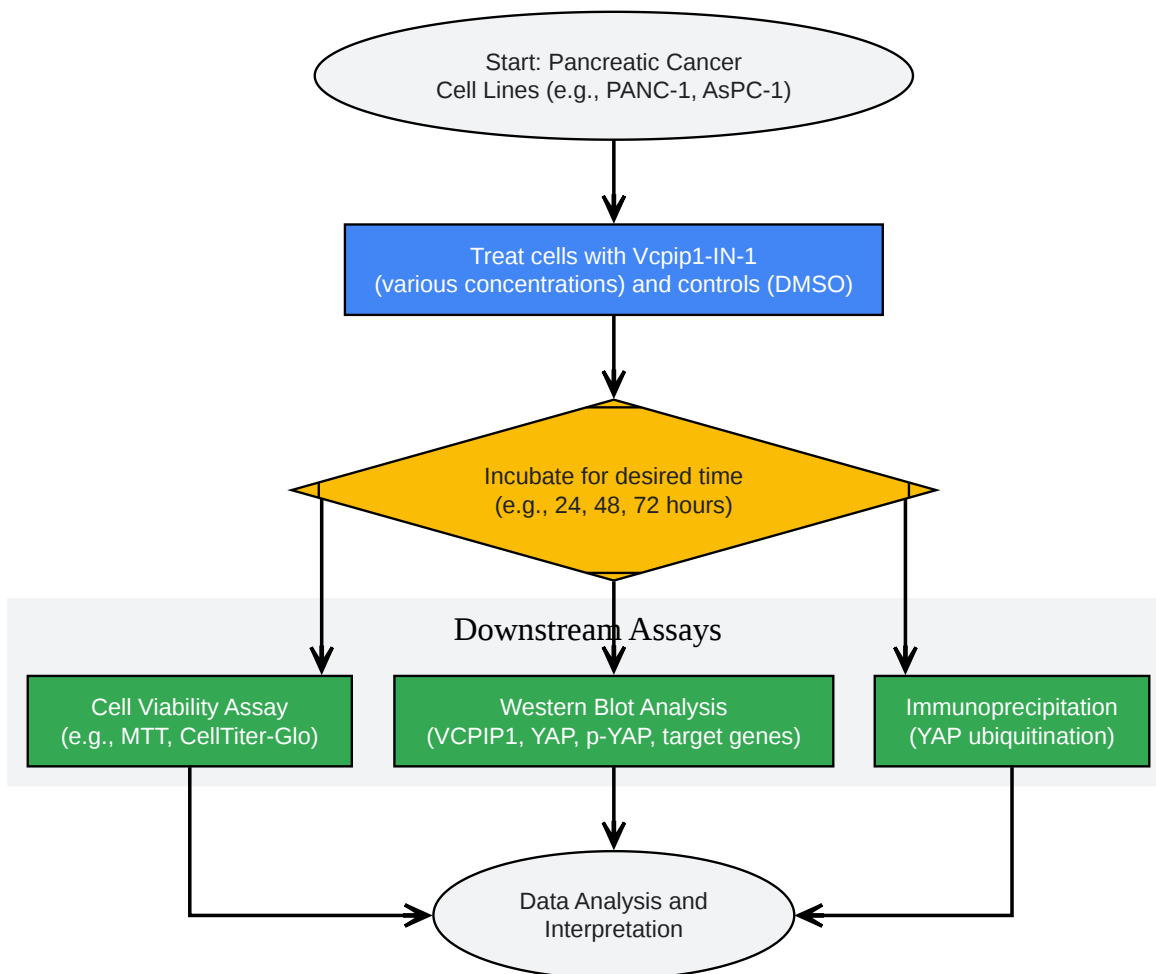 Start: Pancreatic Cancer
Cell Lines (e.g., PANC-1, AsPC-1)
Treat cells with Vcpip1-IN-1
(various concentrations) and controls (DMSO)
Incubate for desired time
(e.g., 24, 48, 72 hours)
Downstream Assays
Cell Viability Assay
(e.g., MTT, CellTiter-Glo)
Western Blot Analysis
(VCPIP1, YAP, p-YAP, target genes)
Immunoprecipitation
(YAP ubiquitination)
Data Analysis and
Interpretation